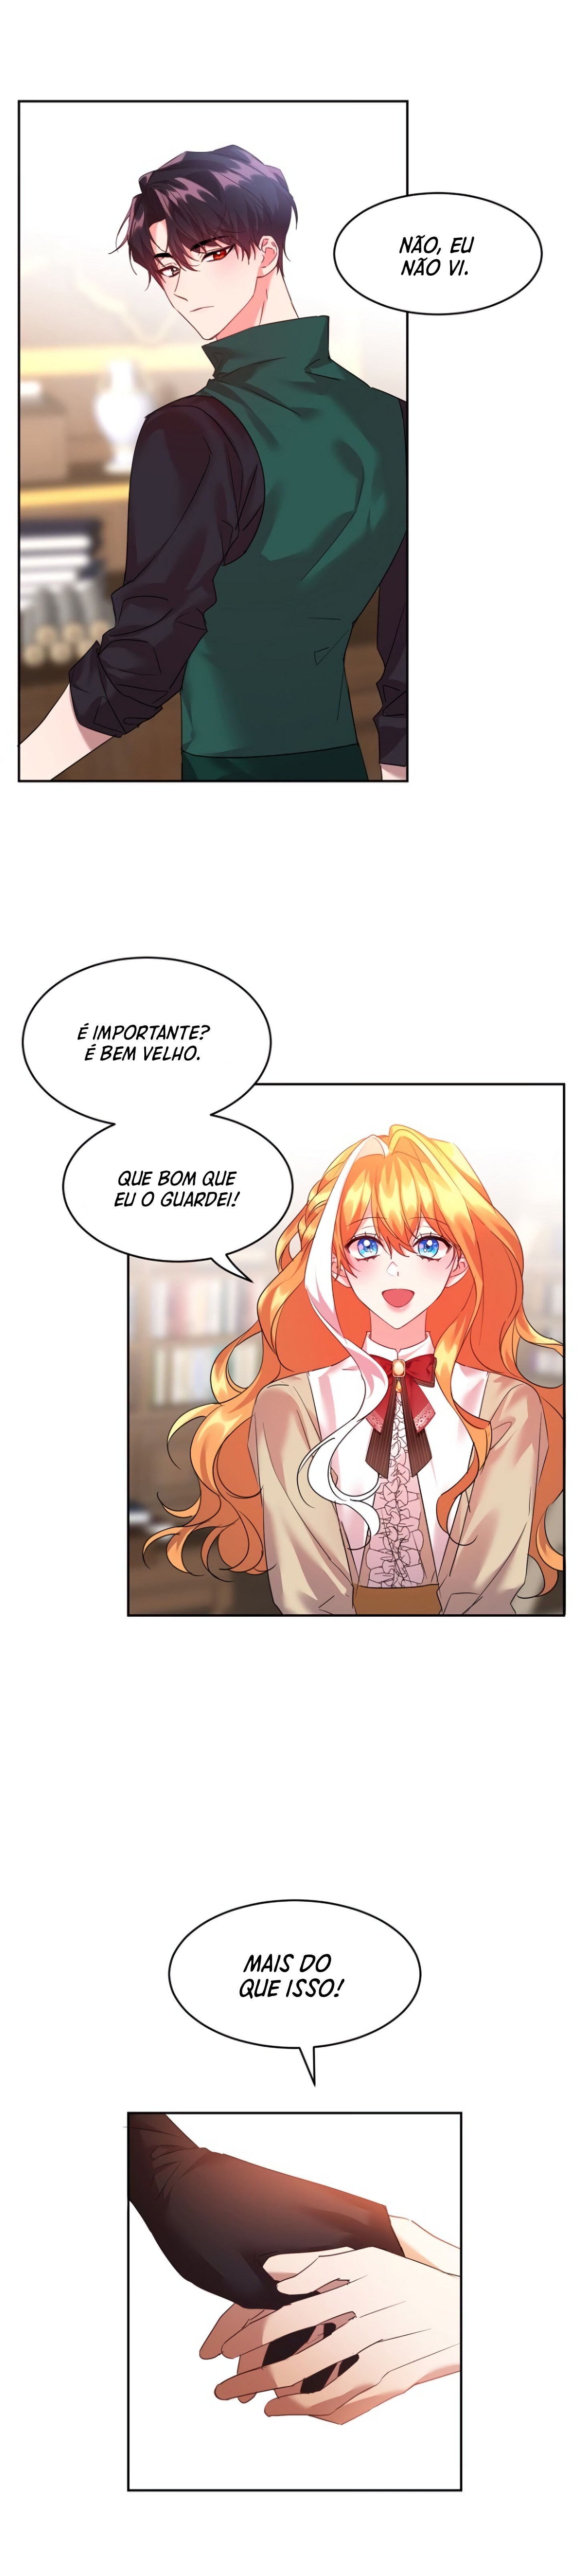 NÃO, EU
NÃO VI.
É IMPORTANTE?
É BEM VELHO.
QUE BOM QUE
EU O GUARDEI!
MAIS DO
QUE ISSO!